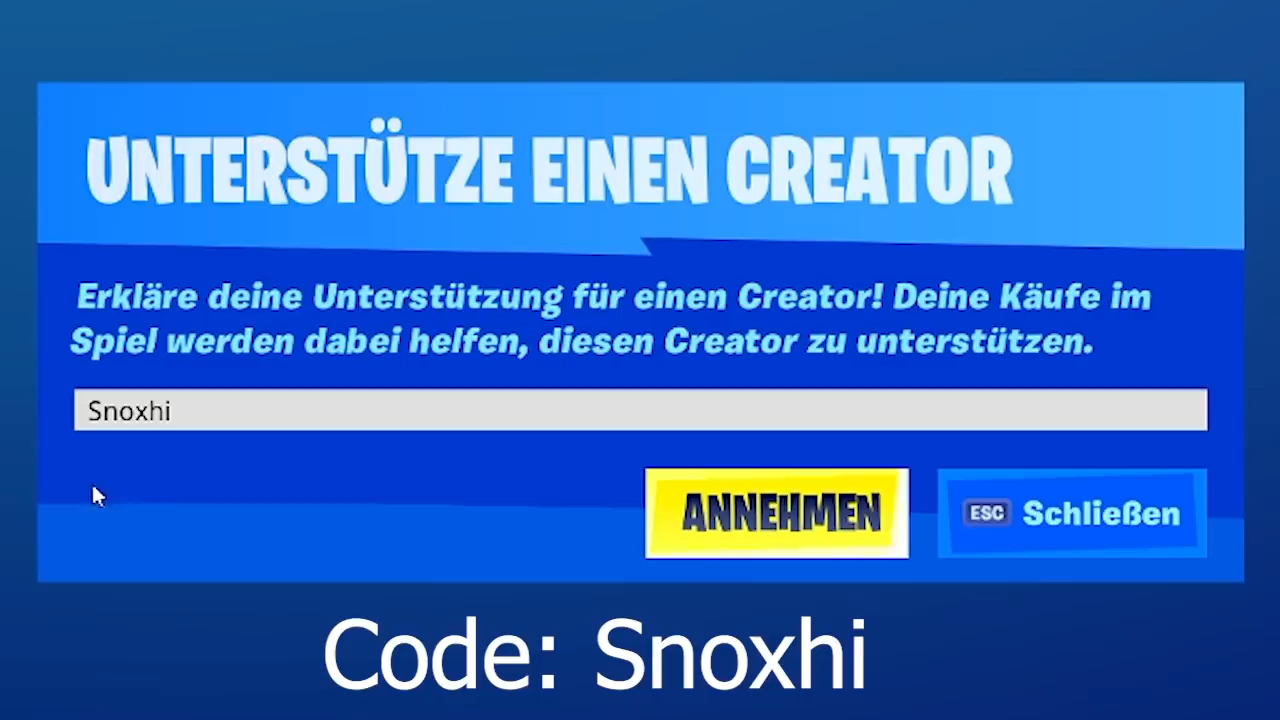 UNTERSTÜTZE EINEN CREATOR
Erkläre deine Unterstützung für einen Creator! Deine Käufe im
Spiel werden dabei helfen, diesen Creator zu unterstützen.
Snoxhi
ANNEHMEN
ESC Schließen
Code: Snoxhi